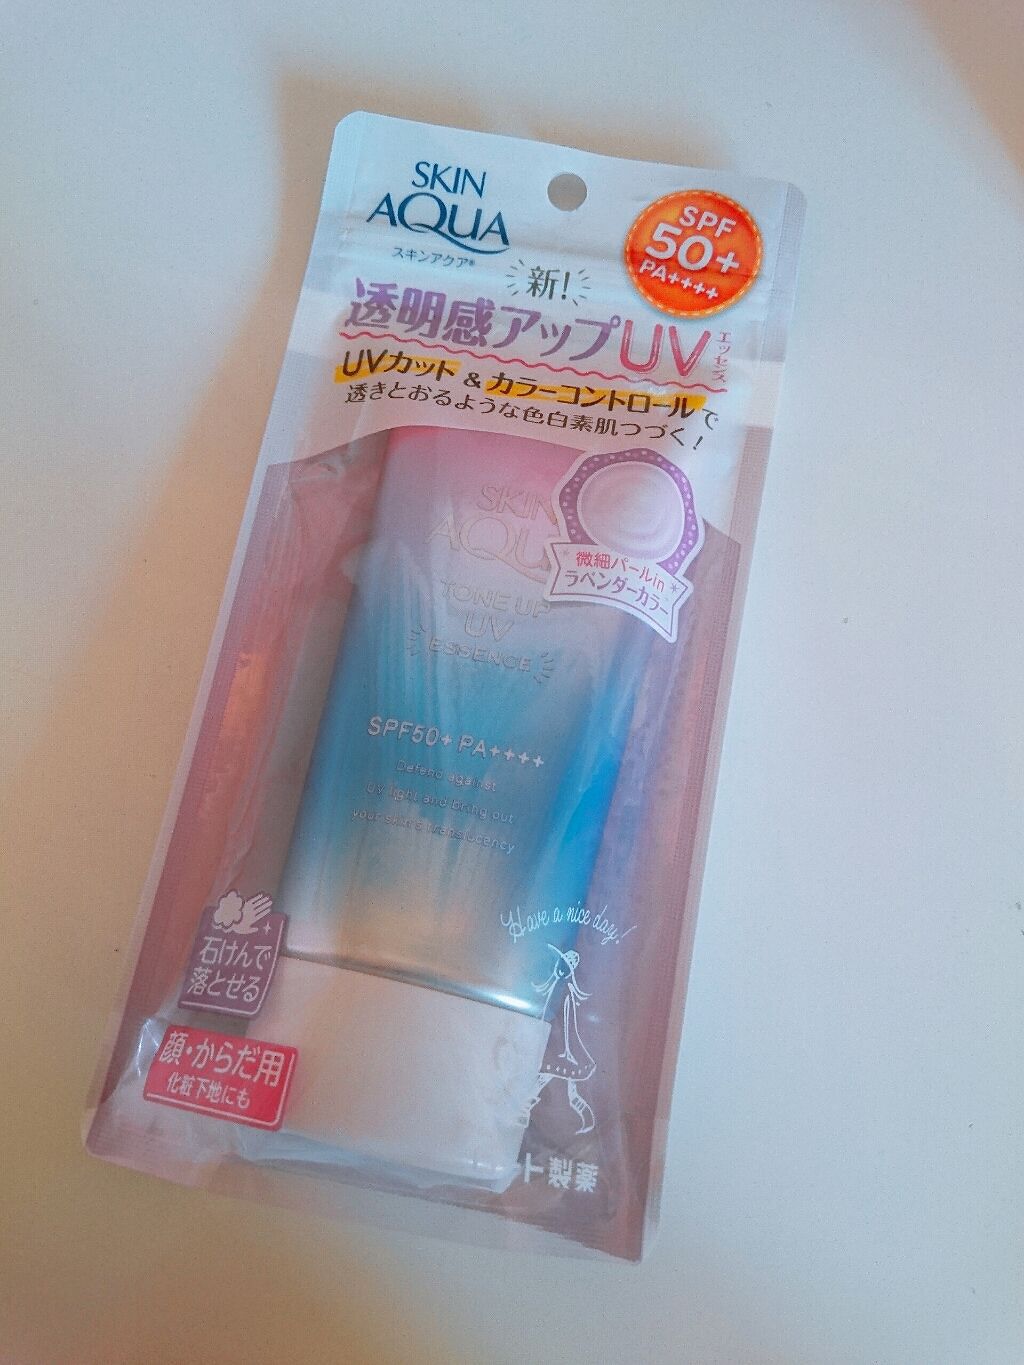 SKIN
AQUA
スキンアクア®
SPF
50+
PA++++
新!
透明感アップUV
エッセンス
UVカット & カラーコントロールで
透きとおるような色白素肌つづく!
微細パールin
ラベンダーカラー
SKIN
AQU
TONE UP
UV
ESSENCE
SPF50+ PA++++
Defend against
UV light and bring out
your skin's translucency
Have a nice day!
石けんで
落とせる
顔・からだ用
化粧下地にも
ト製薬